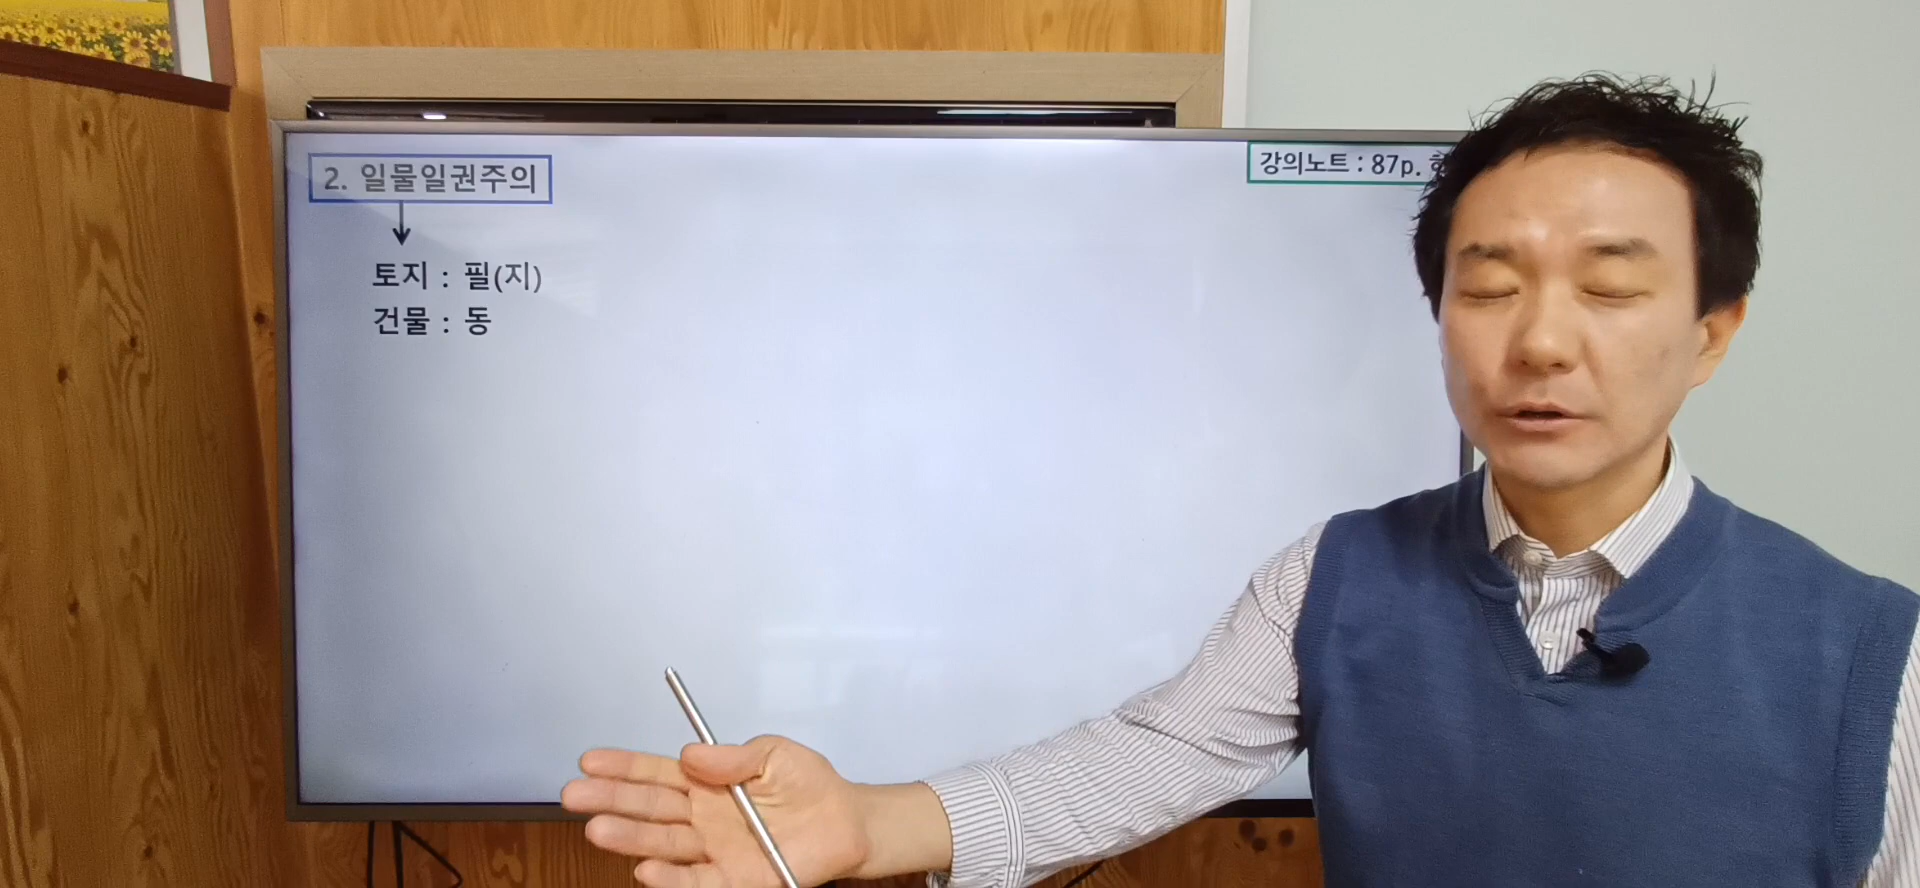 2. 일물일권주의
강의노트 : 87p.
토지 : 필(지)
건물 : 동